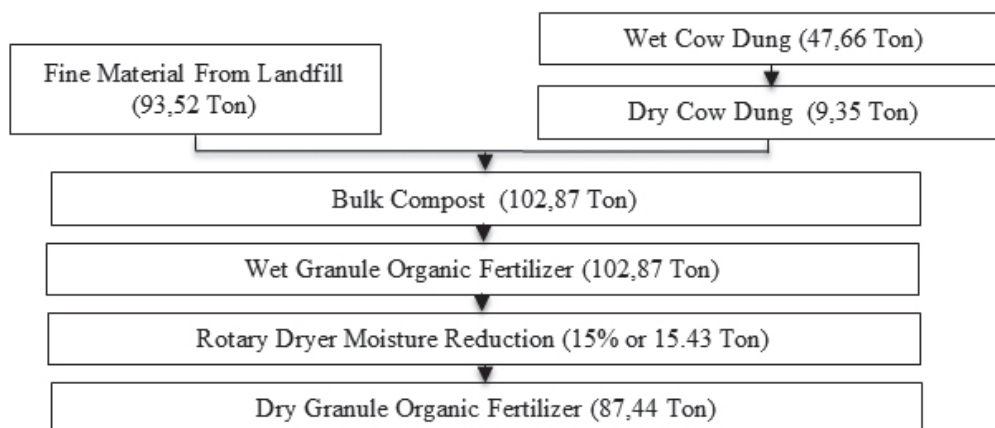 Wet Cow Dung (47,66 Ton)
Fine Material From Landfill
(93,52 Ton)
Dry Cow Dung (9,35 Ton)
Bulk Compost (102,87 Ton)
Wet Granule Organic Fertilizer (102,87 Ton)
Rotary Dryer Moisture Reduction (15% or 15.43 Ton)
Dry Granule Organic Fertilizer (87,44 Ton)